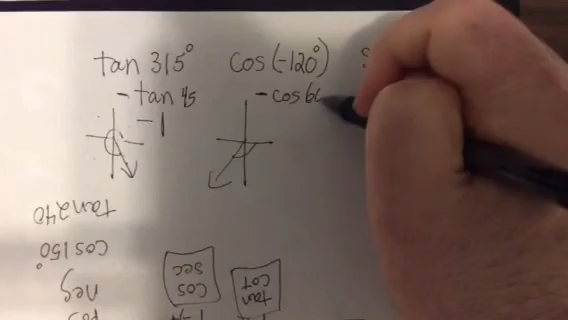 tan 315° cos(-120°)
- tan 45 - cos 60
-1
tan 240
cos 150°
neg
cos
sec
tan
cot